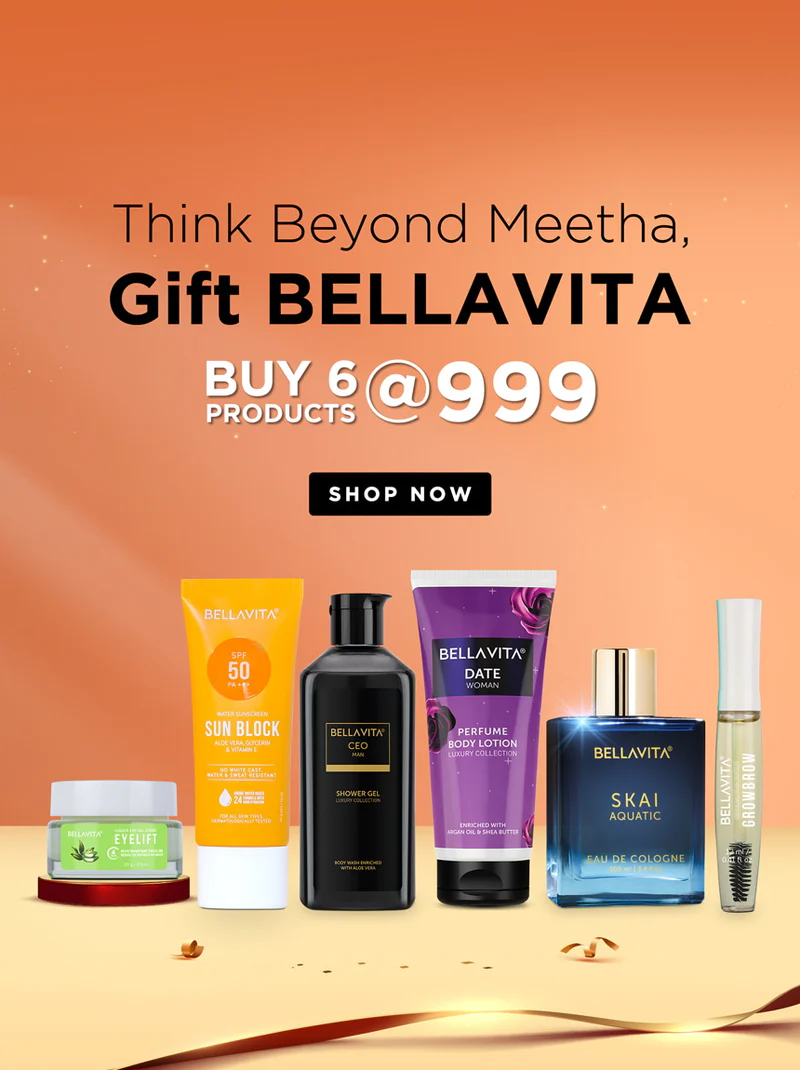 Think Beyond Meetha,
Gift BELLAVITA
BUY 6
PRODUCTS
@999
SHOP NOW
BELLAVITA®
EYELIFT
BELLAVITA®
SPF
50
PA +++
WATER SUNSCREEN
SUN BLOCK
ALOE VERA, GLYCERIN
& VITAMIN E
NO WHITE CAST,
WATER & SWEAT RESISTANT
24
FOR ALL SKIN TYPES
DERMATOLOGICALLY TESTED
BELLAVITA®
CEO
MAN
SHOWER GEL
LUXURY COLLECTION
BODY WASH ENRICHED
WITH ALOE VERA
BELLAVITA®
DATE
WOMAN
PERFUME
BODY LOTION
LUXURY COLLECTION
ENRICHED WITH
ARGAN OIL & SHEA BUTTER
BELLAVITA®
SKAI
AQUATIC
EAU DE COLOGNE
BELLAVITA®
GROWBROW